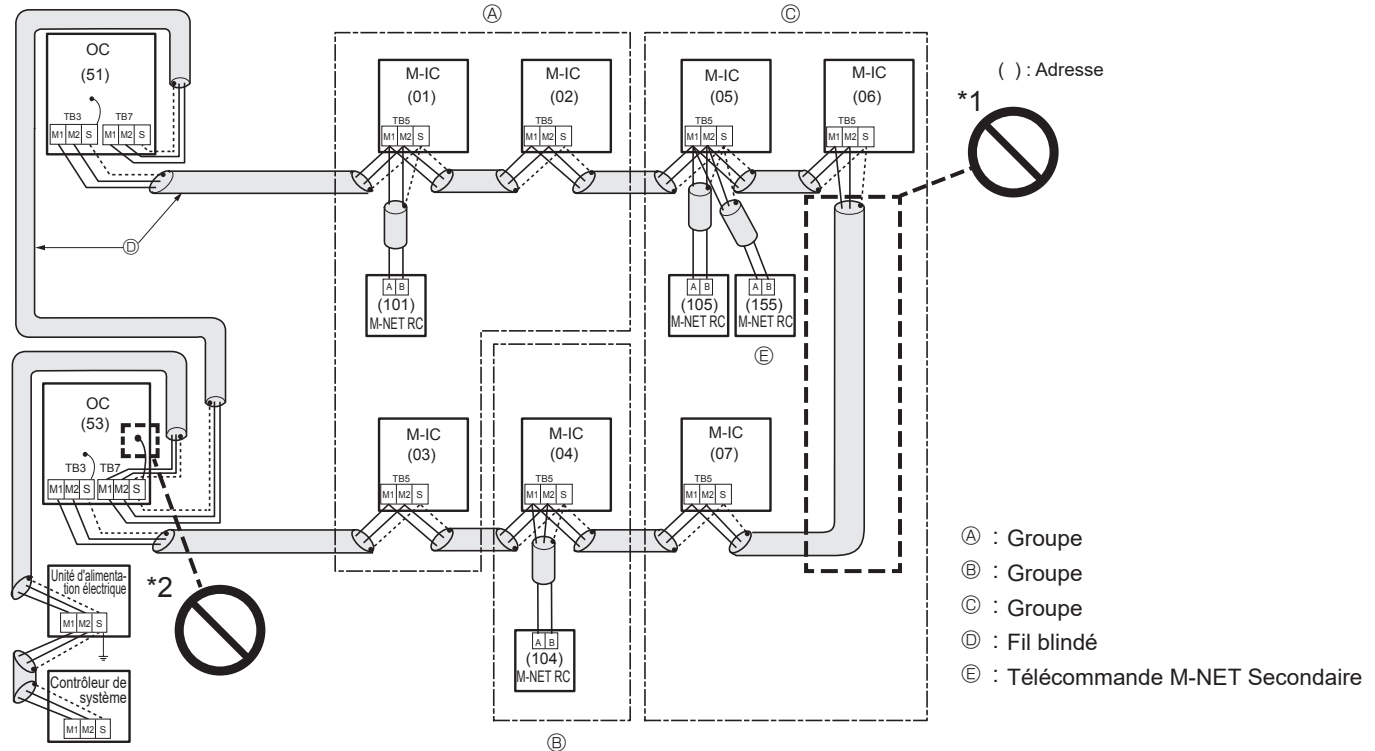 Ⓐ
Ⓒ
OC
(51)
TB3 TB7
M1 M2 S M1 M2 S
M-IC
(01)
TB5
M1 M2 S
M-IC
(02)
TB5
M1 M2 S
M-IC
(05)
TB5
M1 M2 S
M-IC
(06)
TB5
M1 M2 S
( ) : Adresse
*1
Ⓓ
A B
(101)
M-NET RC
A B
(105)
M-NET RC
A B
(155)
M-NET RC
Ⓔ
OC
(53)
TB3 TB7
M1 M2 S M1 M2 S
M-IC
(03)
TB5
M1 M2 S
M-IC
(04)
TB5
M1 M2 S
M-IC
(07)
TB5
M1 M2 S
*2
Unité d'alimenta-
tion électrique
M1 M2 S
Contrôleur de
système
M1 M2 S
A B
(104)
M-NET RC
Ⓑ
Ⓐ : Groupe
Ⓑ : Groupe
Ⓒ : Groupe
Ⓓ : Fil blindé
Ⓔ : Télécommande M-NET Secondaire